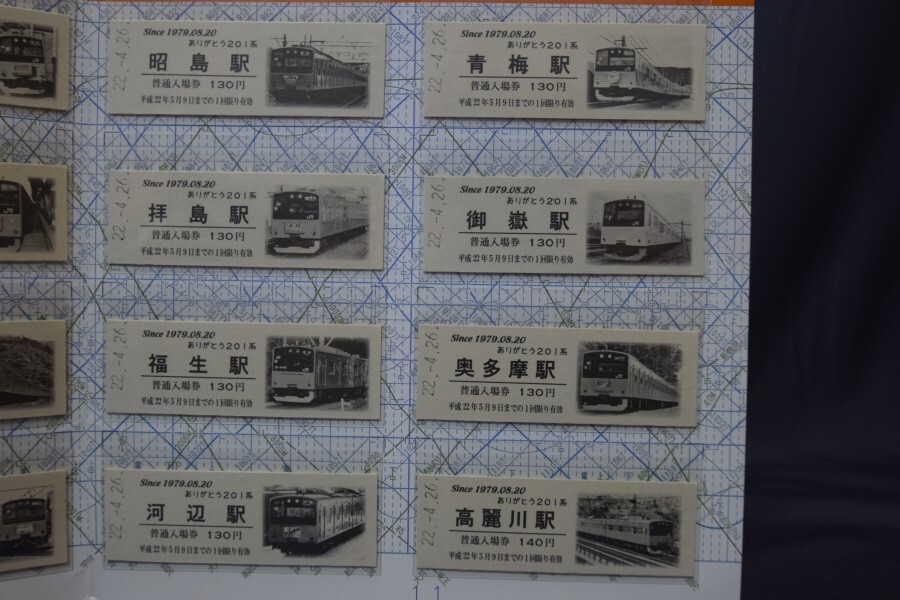 Since 1979.08.20
ありがとう201系
昭島駅
普通入場券 130円
平成22年5月9日までの1回限り有効
22.-4.26.
Since 1979.08.20
ありがとう201系
青梅駅
普通入場券 130円
平成22年5月9日までの1回限り有効
22.-4.26.
Since 1979.08.20
ありがとう201系
拝島駅
普通入場券 130円
平成22年5月9日までの1回限り有効
22.-4.26.
Since 1979.08.20
ありがとう201系
御嶽駅
普通入場券 130円
平成22年5月9日までの1回限り有効
22.-4.26.
Since 1979.08.20
ありがとう201系
福生駅
普通入場券 130円
平成22年5月9日までの1回限り有効
22.-4.26.
Since 1979.08.20
ありがとう201系
奥多摩駅
普通入場券 130円
平成22年5月9日までの1回限り有効
22.-4.26.
Since 1979.08.20
ありがとう201系
河辺駅
普通入場券 130円
平成22年5月9日までの1回限り有効
22.-4.26.
Since 1979.08.20
ありがとう201系
高麗川駅
普通入場券 140円
平成22年5月9日までの1回限り有効
22.-4.26.